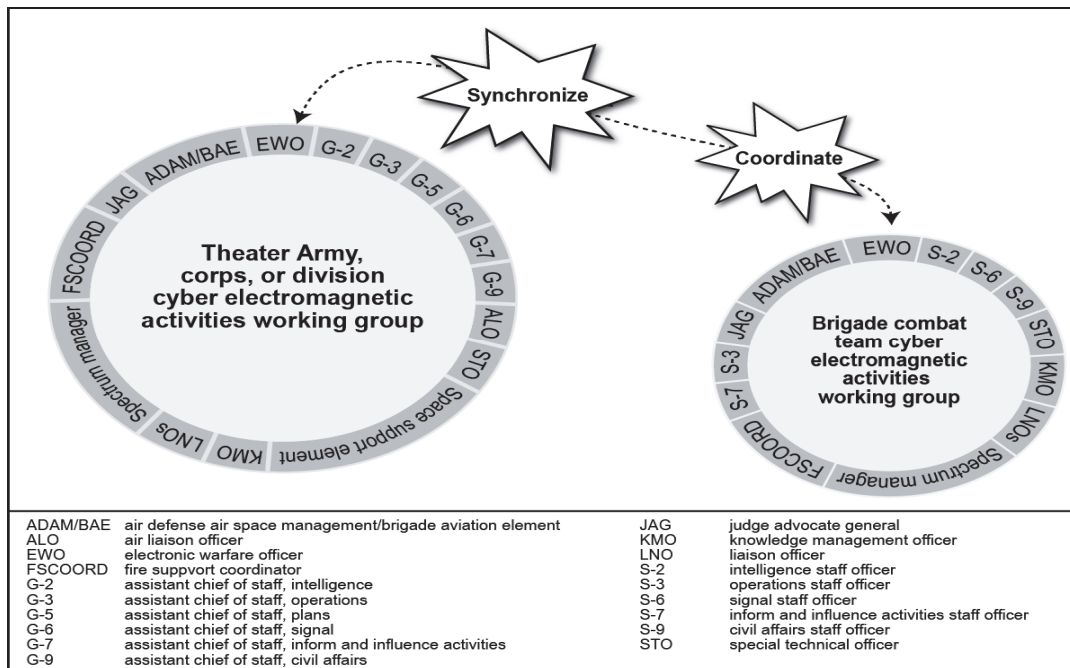 Synchronize
Coordinate
EWO
G-2
G-3
G-5
G-6
G-7
G-9
ALO
STO
Space support element
KMO
LNOs
Spectrum manager
FSCOORD
JAG
ADAM/BAE
Theater Army,
corps, or division
cyber electromagnetic
activities working group
EWO
S-2
S-6
S-9
STO
KMO
LNOs
Spectrum manager
FSCOORD
S-7
S-3
JAG
ADAM/BAE
Brigade combat
team cyber
electromagnetic
activities
working group
ADAM/BAE air defense air space management/brigade aviation element
ALO air liaison officer
EWO electronic warfare officer
FSCOORD fire suppvort coordinator
G-2 assistant chief of staff, intelligence
G-3 assistant chief of staff, operations
G-5 assistant chief of staff, plans
G-6 assistant chief of staff, signal
G-7 assistant chief of staff, inform and influence activities
G-9 assistant chief of staff, civil affairs
JAG judge advocate general
KMO knowledge management officer
LNO liaison officer
S-2 intelligence staff officer
S-3 operations staff officer
S-6 signal staff officer
S-7 inform and influence activities staff officer
S-9 civil affairs staff officer
STO special technical officer